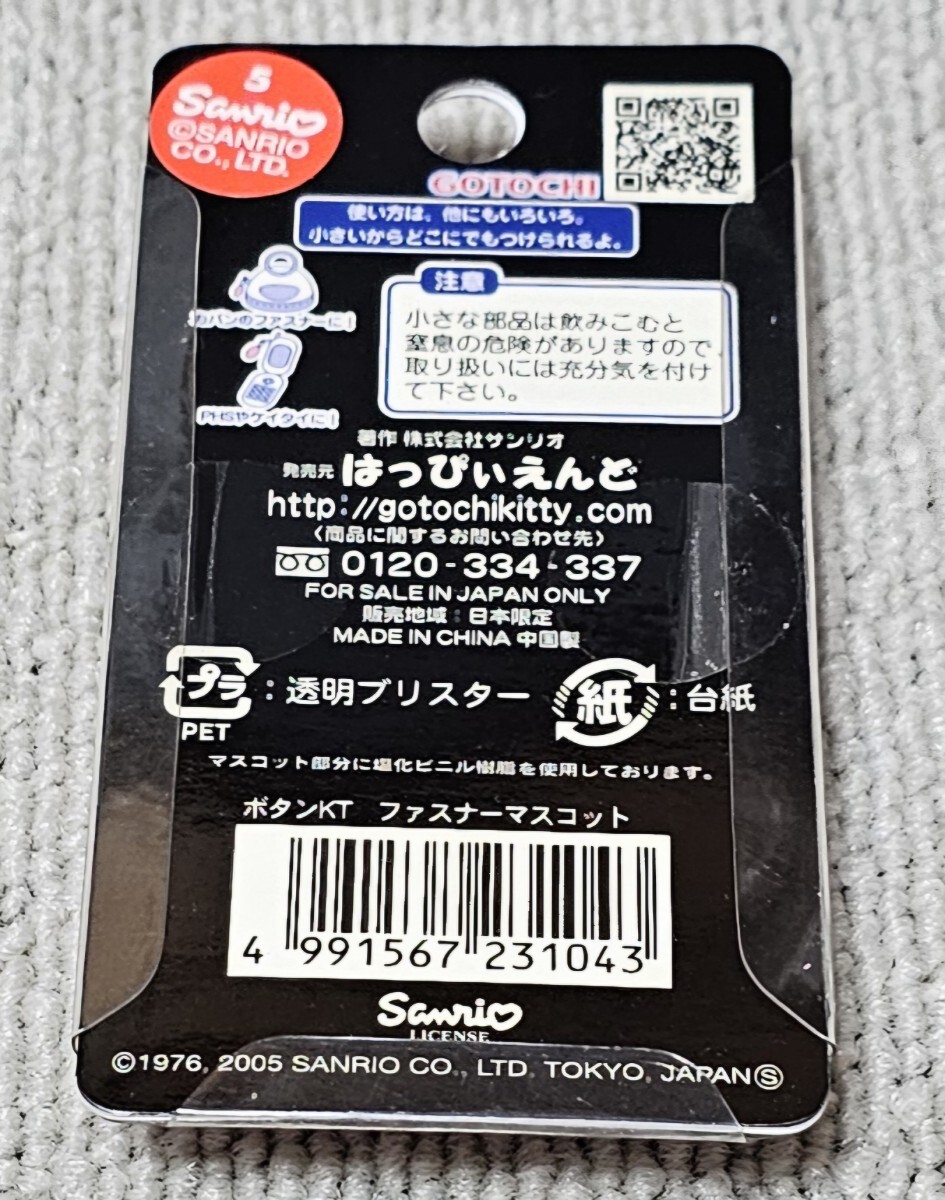 5
Sanrio
©SANRIO
CO., LTD.
GOTOCHI
使い方は、他にもいろいろ。
小さいからどこにでもつけられるよ。
カバンのファスナーに!
PHSやケイタイに!
注意
小さな部品は飲みこむと
窒息の危険がありますので
取り扱いには充分気を付け
て下さい。
著作 株式会社サンリオ
発売元 はっぴぃえんど
http://gotochikitty.com
〈商品に関するお問い合わせ先〉
0120-334-337
FOR SALE IN JAPAN ONLY
販売地域:日本限定
MADE IN CHINA 中国製
プラ:透明ブリスター 紙:台紙
PET
マスコット部分に塩化ビニル樹脂を使用しております。
ボタンKT ファスナーマスコット
4 991567 231043
Sanrio
LICENSE
©1976, 2005 SANRIO CO., LTD. TOKYO, JAPAN Ⓢ